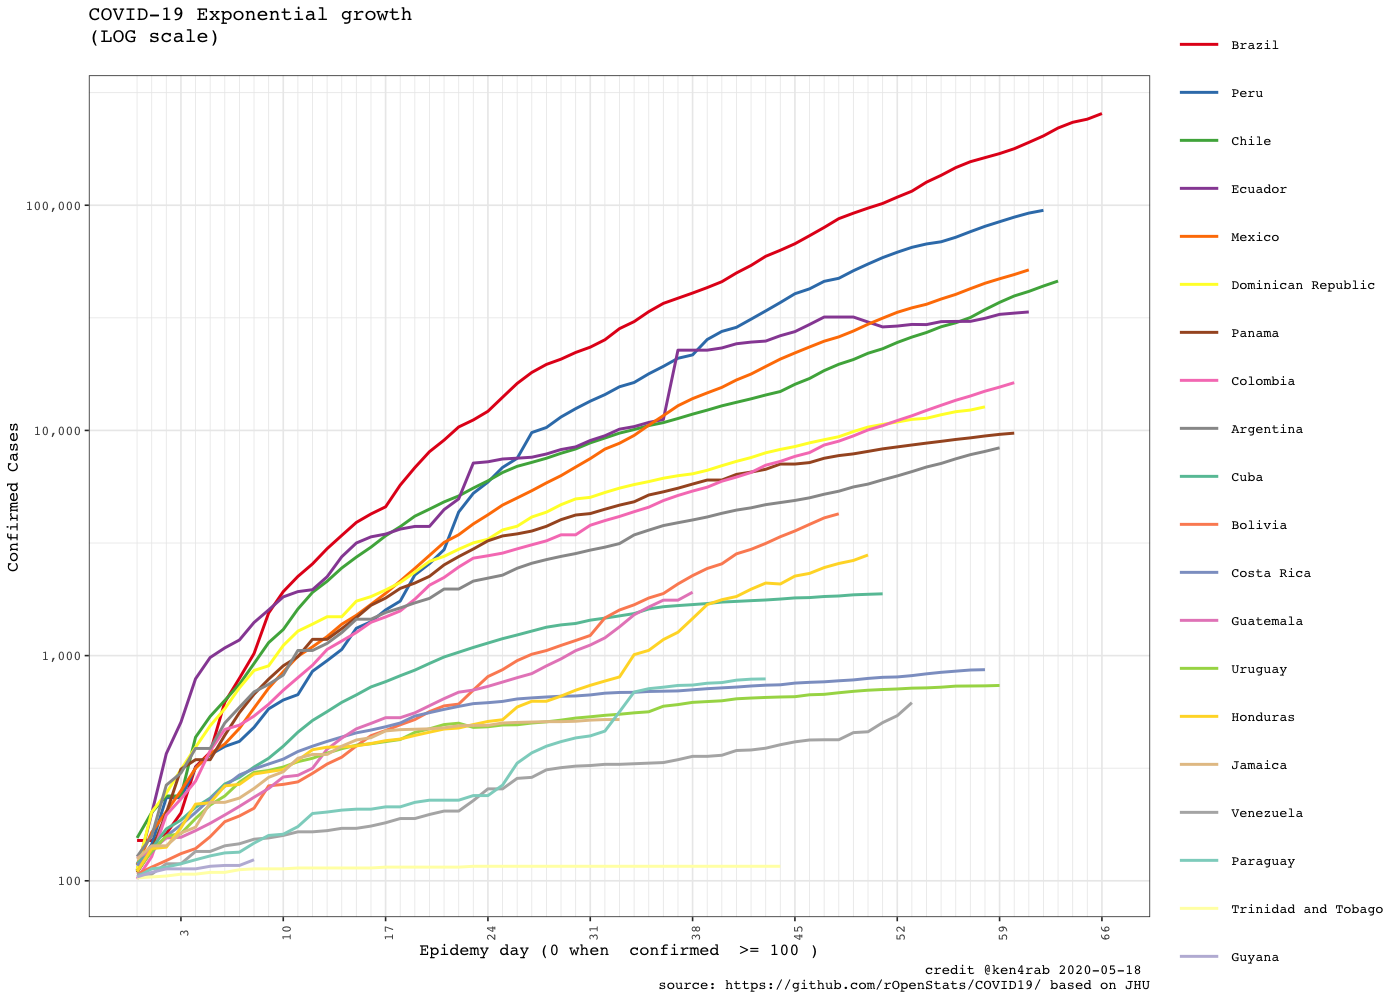 COVID-19 Exponential growth
(LOG scale)
Brazil
Peru
Chile
Ecuador
Mexico
Dominican Republic
Panama
Colombia
Argentina
Cuba
Bolivia
Costa Rica
Guatemala
Uruguay
Honduras
Jamaica
Venezuela
Paraguay
Trinidad and Tobago
Guyana
Confirmed Cases
100,000
10,000
1,000
100
3 10 17 24 31 38 45 52 59 66
Epidemy day (0 when confirmed >= 100 )
credit @ken4rab 2020-05-18
source: https://github.com/rOpenStats/COVID19/ based on JHU